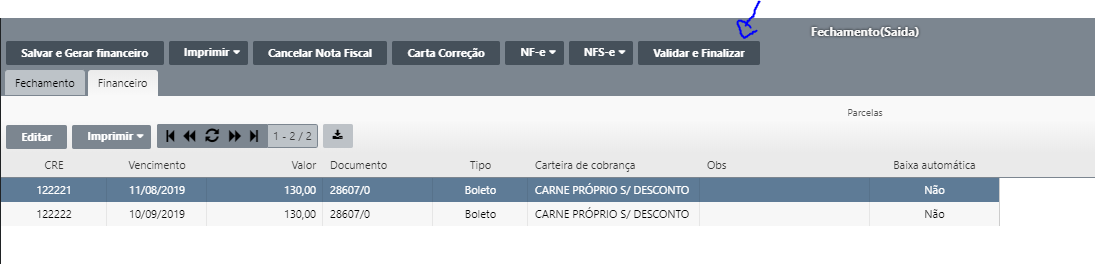 Fechamento(Saida)
Salvar e Gerar financeiro Imprimir Cancelar Nota Fiscal Carta Correção NF-e NFS-e Validar e Finalizar
Fechamento Financeiro
Parcelas
Editar Imprimir 1 - 2 / 2
CRE Vencimento Valor Documento Tipo Carteira de cobrança Obs Baixa automática
122221 11/08/2019 130,00 28607/0 Boleto CARNE PRÓPRIO S/ DESCONTO Não
122222 10/09/2019 130,00 28607/0 Boleto CARNE PRÓPRIO S/ DESCONTO Não